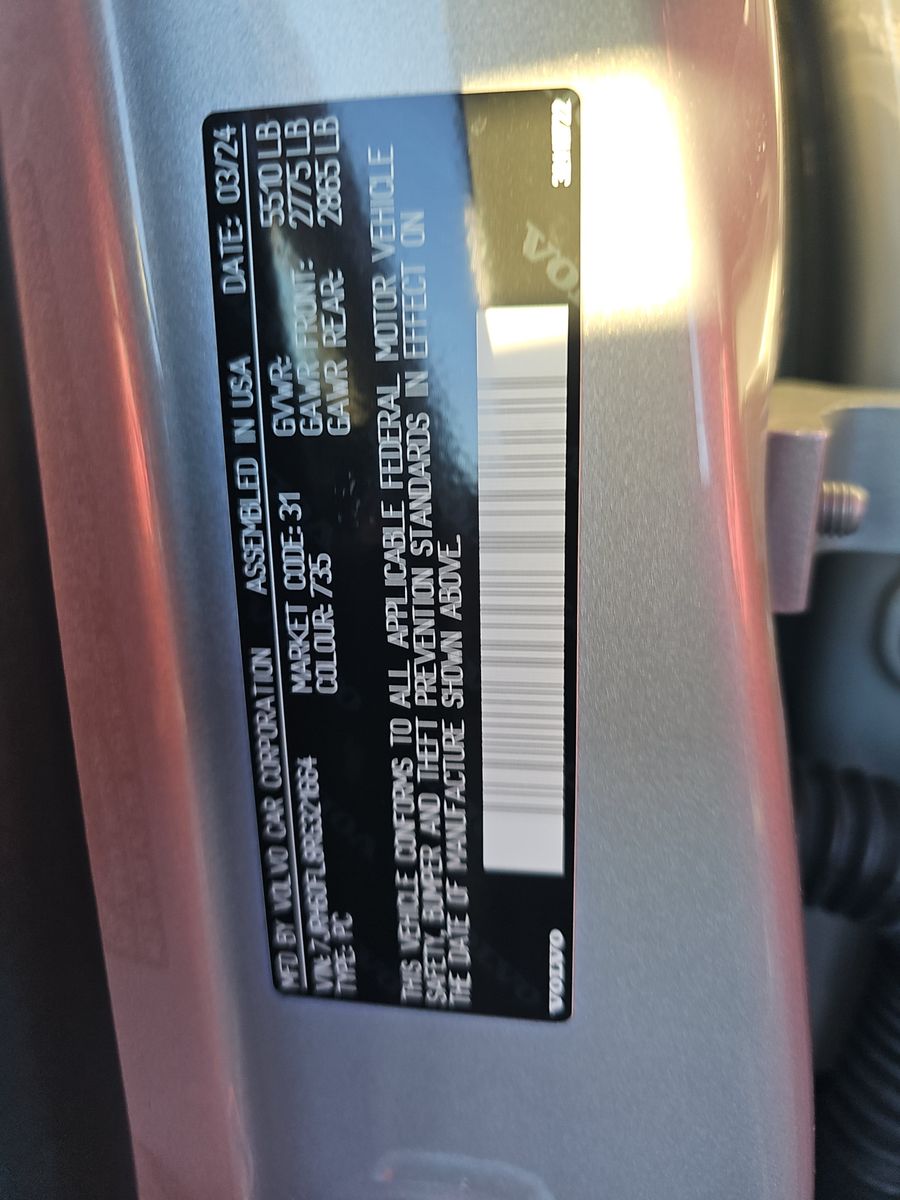 MFD BY VOLVO CAR CORPORATION ASSEMBLED IN USA DATE: 03/24
VIN: 7JRH60FL8RG321664 MARKET CODE: 31 GVWR: 5510 LB
TYPE: PC COLOUR: 735 GAWR FRONT: 2775 LB
GAWR REAR: 2865 LB
THIS VEHICLE CONFORMS TO ALL APPLICABLE FEDERAL MOTOR VEHICLE
SAFETY, BUMPER AND THEFT PREVENTION STANDARDS IN EFFECT ON
THE DATE OF MANUFACTURE SHOWN ABOVE.
VOLVO